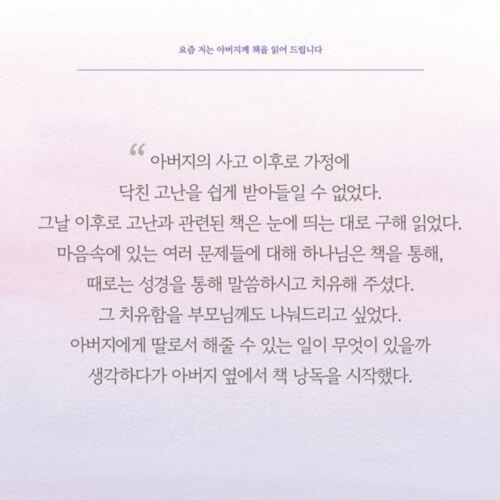 요즘 저는 아버지께 책을 읽어 드립니다
“ 아버지의 사고 이후로 가정에
닥친 고난을 쉽게 받아들일 수 없었다.
그날 이후로 고난과 관련된 책은 눈에 띄는 대로 구해 읽었다.
마음속에 있는 여러 문제들에 대해 하나님은 책을 통해,
때로는 성경을 통해 말씀하시고 치유해 주셨다.
그 치유함을 부모님께도 나눠드리고 싶었다.
아버지에게 딸로서 해줄 수 있는 일이 무엇이 있을까
생각하다가 아버지 옆에서 책 낭독을 시작했다.